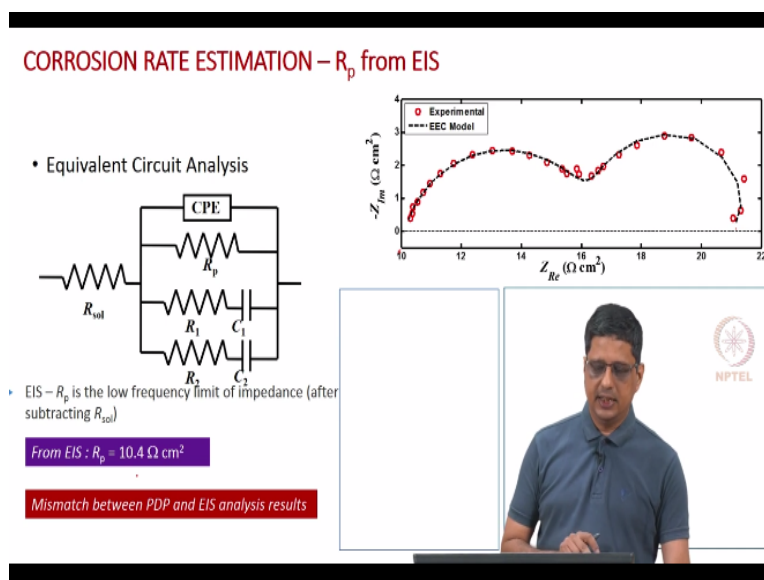 CORROSION RATE ESTIMATION – Rp from EIS
• Equivalent Circuit Analysis
CPE
Rp
Rsol
R1 C1
R2 C2
EIS – Rp is the low frequency limit of impedance (after
subtracting Rsol)
From EIS : Rp = 10.4 Ω cm²
Mismatch between PDP and EIS analysis results
Experimental
EEC Model
-ZIm (Ω cm²)
4
3
2
1
0
10 12 14 16 18 20 22
ZRe (Ω cm²)
NPTEL